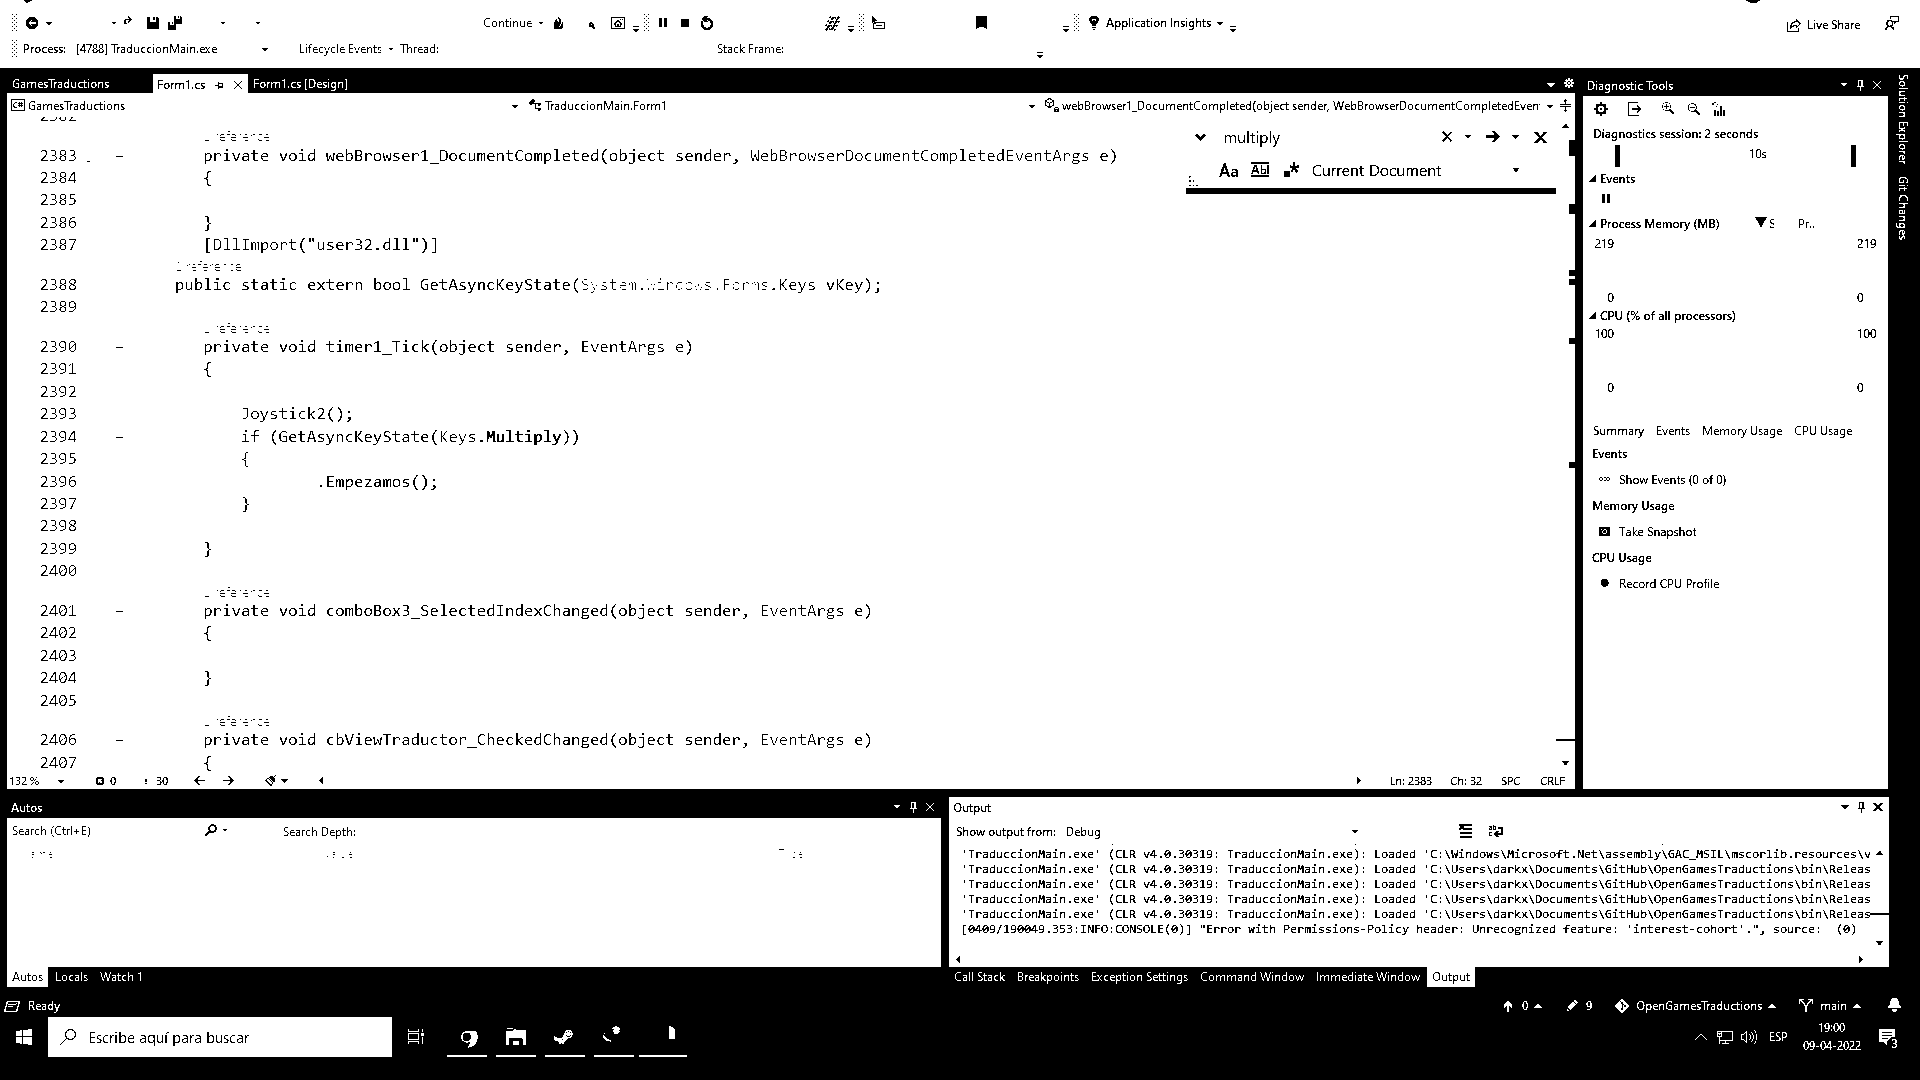 Continue
Application Insights
Live Share
Process: [4788] TraduccionMain.exe
Lifecycle Events
Thread:
Stack Frame:
GamesTraductions
Form1.cs
Form1.cs [Design]
GamesTraductions
TraduccionMain.Form1
webBrowser1_DocumentCompleted(object sender, WebBrowserDocumentCompletedEven
multiply
Aa
Current Document
reference
2383 private void webBrowser1_DocumentCompleted(object sender, WebBrowserDocumentCompletedEventArgs e)
2384 {
2385
2386 }
2387 [DllImport("user32.dll")]
reference
2388 public static extern bool GetAsyncKeyState(System.Windows.Forms.Keys vKey);
2389
reference
2390 private void timer1_Tick(object sender, EventArgs e)
2391 {
2392
2393 Joystick2();
2394 if (GetAsyncKeyState(Keys.Multiply))
2395 {
2396 .Empezamos();
2397 }
2398
2399 }
2400
reference
2401 private void comboBox3_SelectedIndexChanged(object sender, EventArgs e)
2402 {
2403
2404 }
2405
reference
2406 private void cbViewTraductor_CheckedChanged(object sender, EventArgs e)
2407 {
132 %
0
30
Ln: 2383 Ch: 32 SPC CRLF
Diagnostic Tools
Diagnostics session: 2 seconds
10s
Events
Process Memory (MB) S Pr..
219 219
0 0
CPU (% of all processors)
100 100
0 0
Summary Events Memory Usage CPU Usage
Events
Show Events (0 of 0)
Memory Usage
Take Snapshot
CPU Usage
Record CPU Profile
Solution Explorer
Git Changes
Autos
Search (Ctrl+E)
Search Depth:
Autos Locals Watch 1
Output
Show output from: Debug
'TraduccionMain.exe' (CLR v4.0.30319: TraduccionMain.exe): Loaded 'C:\Windows\Microsoft.Net\assembly\GAC_MSIL\mscorlib.resources\v
'TraduccionMain.exe' (CLR v4.0.30319: TraduccionMain.exe): Loaded 'C:\Users\darkx\Documents\GitHub\OpenGamesTraductions\bin\Releas
'TraduccionMain.exe' (CLR v4.0.30319: TraduccionMain.exe): Loaded 'C:\Users\darkx\Documents\GitHub\OpenGamesTraductions\bin\Releas
'TraduccionMain.exe' (CLR v4.0.30319: TraduccionMain.exe): Loaded 'C:\Users\darkx\Documents\GitHub\OpenGamesTraductions\bin\Releas
'TraduccionMain.exe' (CLR v4.0.30319: TraduccionMain.exe): Loaded 'C:\Users\darkx\Documents\GitHub\OpenGamesTraductions\bin\Releas
[0409/190049.353:INFO:CONSOLE(0)] "Error with Permissions-Policy header: Unrecognized feature: 'interest-cohort'.", source: (0)
Call Stack Breakpoints Exception Settings Command Window Immediate Window Output
Ready
0
9
OpenGamesTraductions
main
Escribe aquí para buscar
ESP
19:00
09-04-2022
3